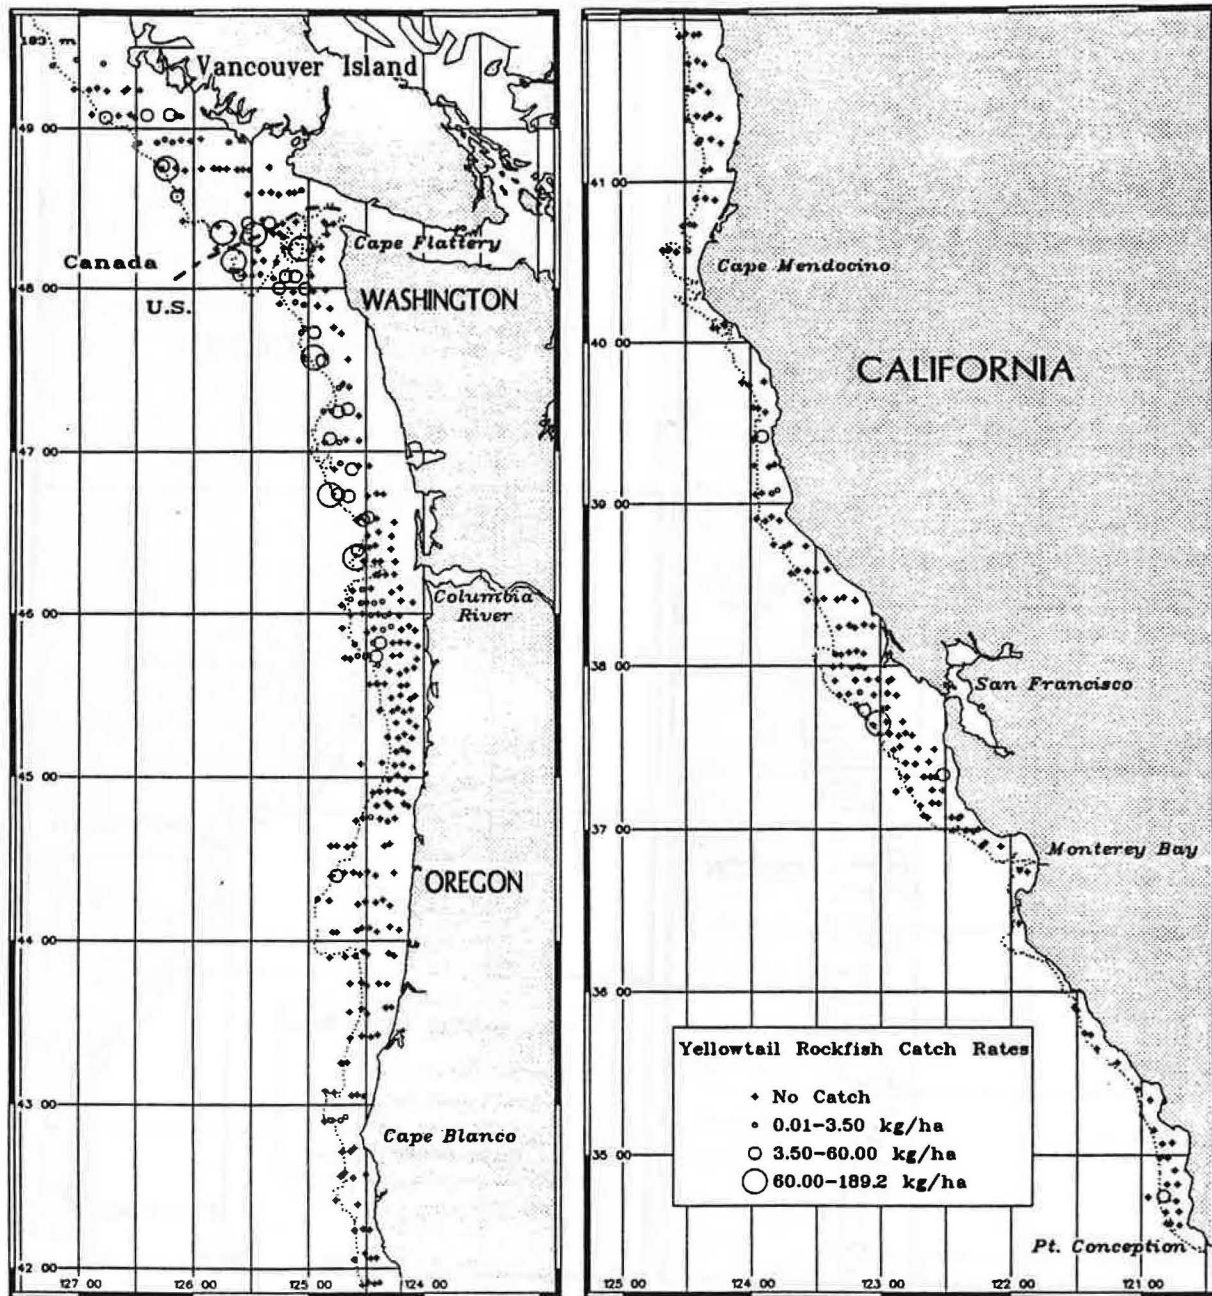 183 m
Vancouver Island
49 00
Cape Flattery
Canada
48 00
U.S.
WASHINGTON
47 00
46 00
Columbia
River
45 00
OREGON
44 00
43 00
Cape Blanco
42 00
127 00 126 00 125 00 124 00
41 00
Cape Mendocino
40 00
CALIFORNIA
39 00
38 00
San Francisco
37 00
Monterey Bay
36 00
Yellowtail Rockfish Catch Rates
No Catch
0.01-3.50 kg/ha
3.50-60.00 kg/ha
60.00-189.2 kg/ha
35 00
Pt. Conception
125 00 124 00 123 00 122 00 121 00